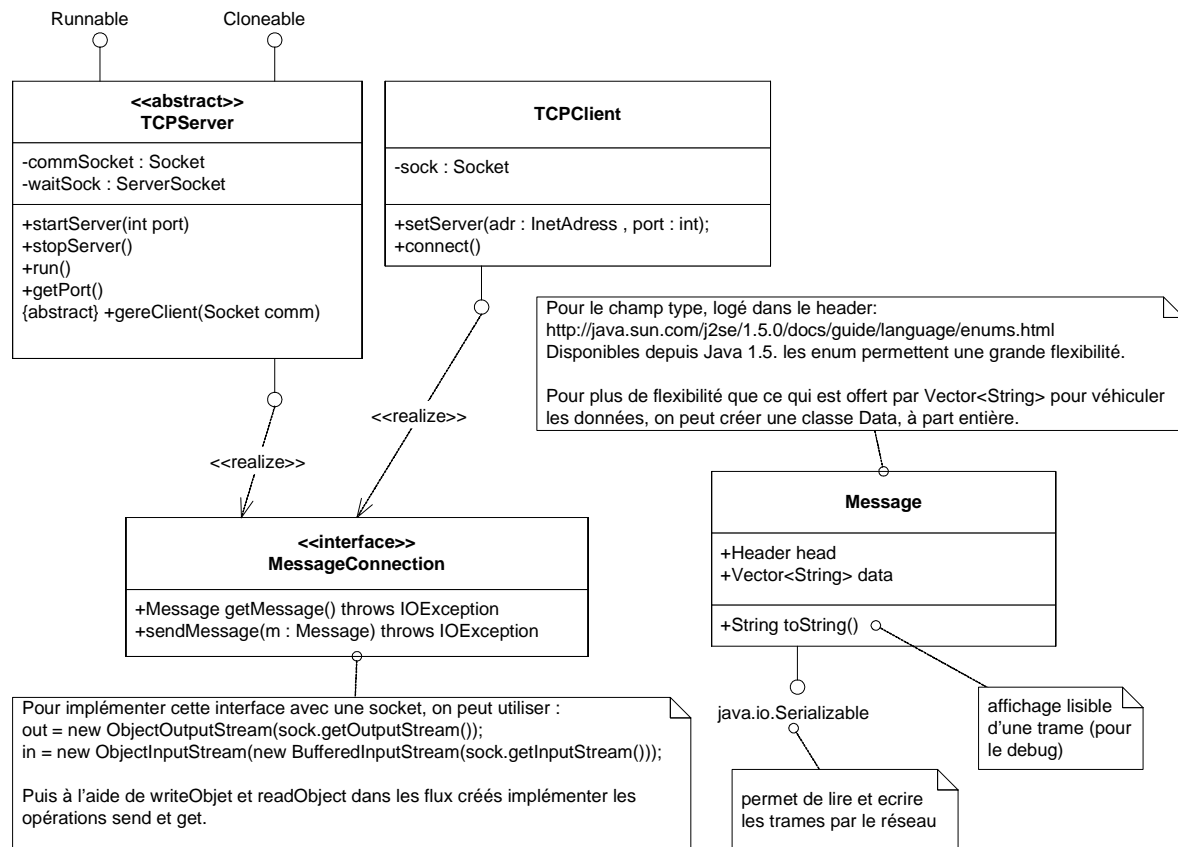 Runnable
Cloneable
<<abstract>>
TCPServer
-commSocket : Socket
-waitSock : ServerSocket
+startServer(int port)
+stopServer()
+run()
+getPort()
{abstract} +gereClient(Socket comm)
TCPClient
-sock : Socket
+setServer(adr : InetAdress , port : int);
+connect()
<<realize>>
<<realize>>
Pour le champ type, logé dans le header:
http://java.sun.com/j2se/1.5.0/docs/guide/language/enums.html
Disponibles depuis Java 1.5. les enum permettent une grande flexibilité.
Pour plus de flexibilité que ce qui est offert par Vector<String> pour véhiculer
les données, on peut créer une classe Data, à part entière.
<<interface>>
MessageConnection
+Message getMessage() throws IOException
+sendMessage(m : Message) throws IOException
Message
+Header head
+Vector<String> data
+String toString()
java.io.Serializable
Pour implémenter cette interface avec une socket, on peut utiliser :
out = new ObjectOutputStream(sock.getOutputStream());
in = new ObjectInputStream(new BufferedInputStream(sock.getInputStream()));
Puis à l'aide de writeObjet et readObject dans les flux créés implémenter les
opérations send et get.
affichage lisible
d'une trame (pour
le debug)
permet de lire et ecrire
les trames par le réseau